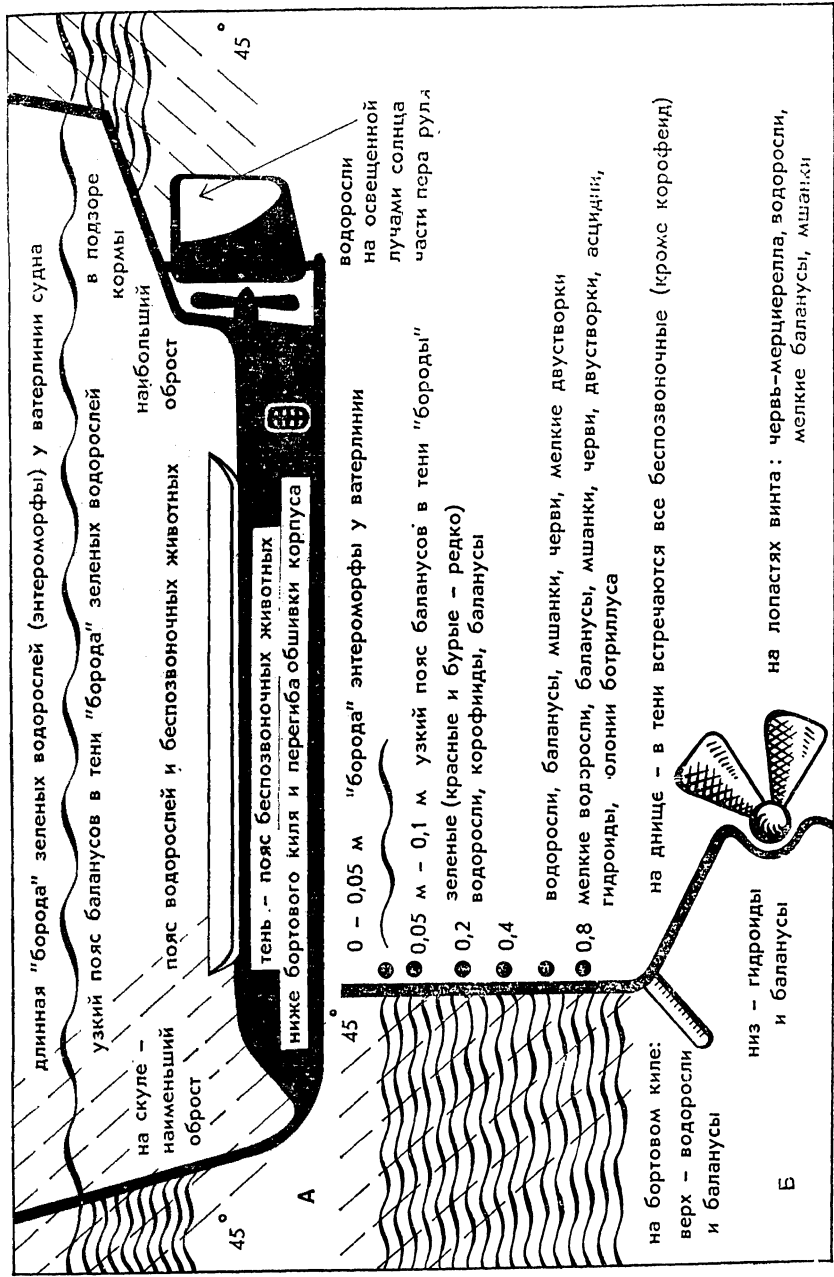 длинная "борода" зеленых водорослей (энтероморфы) у ватерлинии судна
узкий пояс баланусов в тени "борода" зеленых водорослей
в подзоре
кормы
на скуле –
наименьший
оброст
пояс водорослей и беспозвоночных животных
наибольший
оброст
45°
45°
тень – пояс беспозвоночных животных
ниже бортового киля и перегиба обшивки корпуса
А
водоросли
на освещенной
лучами солнца
части пера руля
45°
0 – 0,05 м "борода" энтероморфы у ватерлинии
0,05 м – 0,1 м узкий пояс баланусов в тени "бороды"
зеленые (красные и бурые – редко)
0,2 водоросли, корофииды, баланусы
0,4
водоросли, баланусы, мшанки, черви, мелкие двустворки
0,8 мелкие водоросли, баланусы, мшанки, черви, двустворки, асцидии,
гидроиды, олонии ботриллуса
на днище – в тени встречаются все беспозвоночные (кроме корофеид)
на бортовом киле:
верх – водоросли
и баланусы
низ – гидроиды
и баланусы
на лопастях винта: червь-мерциерелла, водоросли,
мелкие баланусы, мшанки
Б